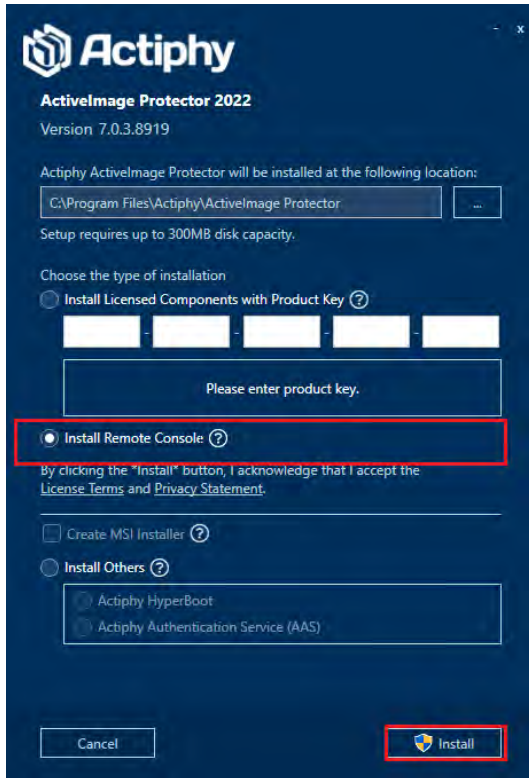 - x
Actiphy
ActiveImage Protector 2022
Version 7.0.3.8919
Actiphy ActiveImage Protector will be installed at the following location:
C:\Program Files\Actiphy\ActiveImage Protector
...
Setup requires up to 300MB disk capacity.
Choose the type of installation
Install Licensed Components with Product Key ?
- - - -
Please enter product key.
Install Remote Console ?
By clicking the "Install" button, I acknowledge that I accept the
License Terms and Privacy Statement.
Create MSI Installer ?
Install Others ?
Actiphy HyperBoot
Actiphy Authentication Service (AAS)
Cancel
Install